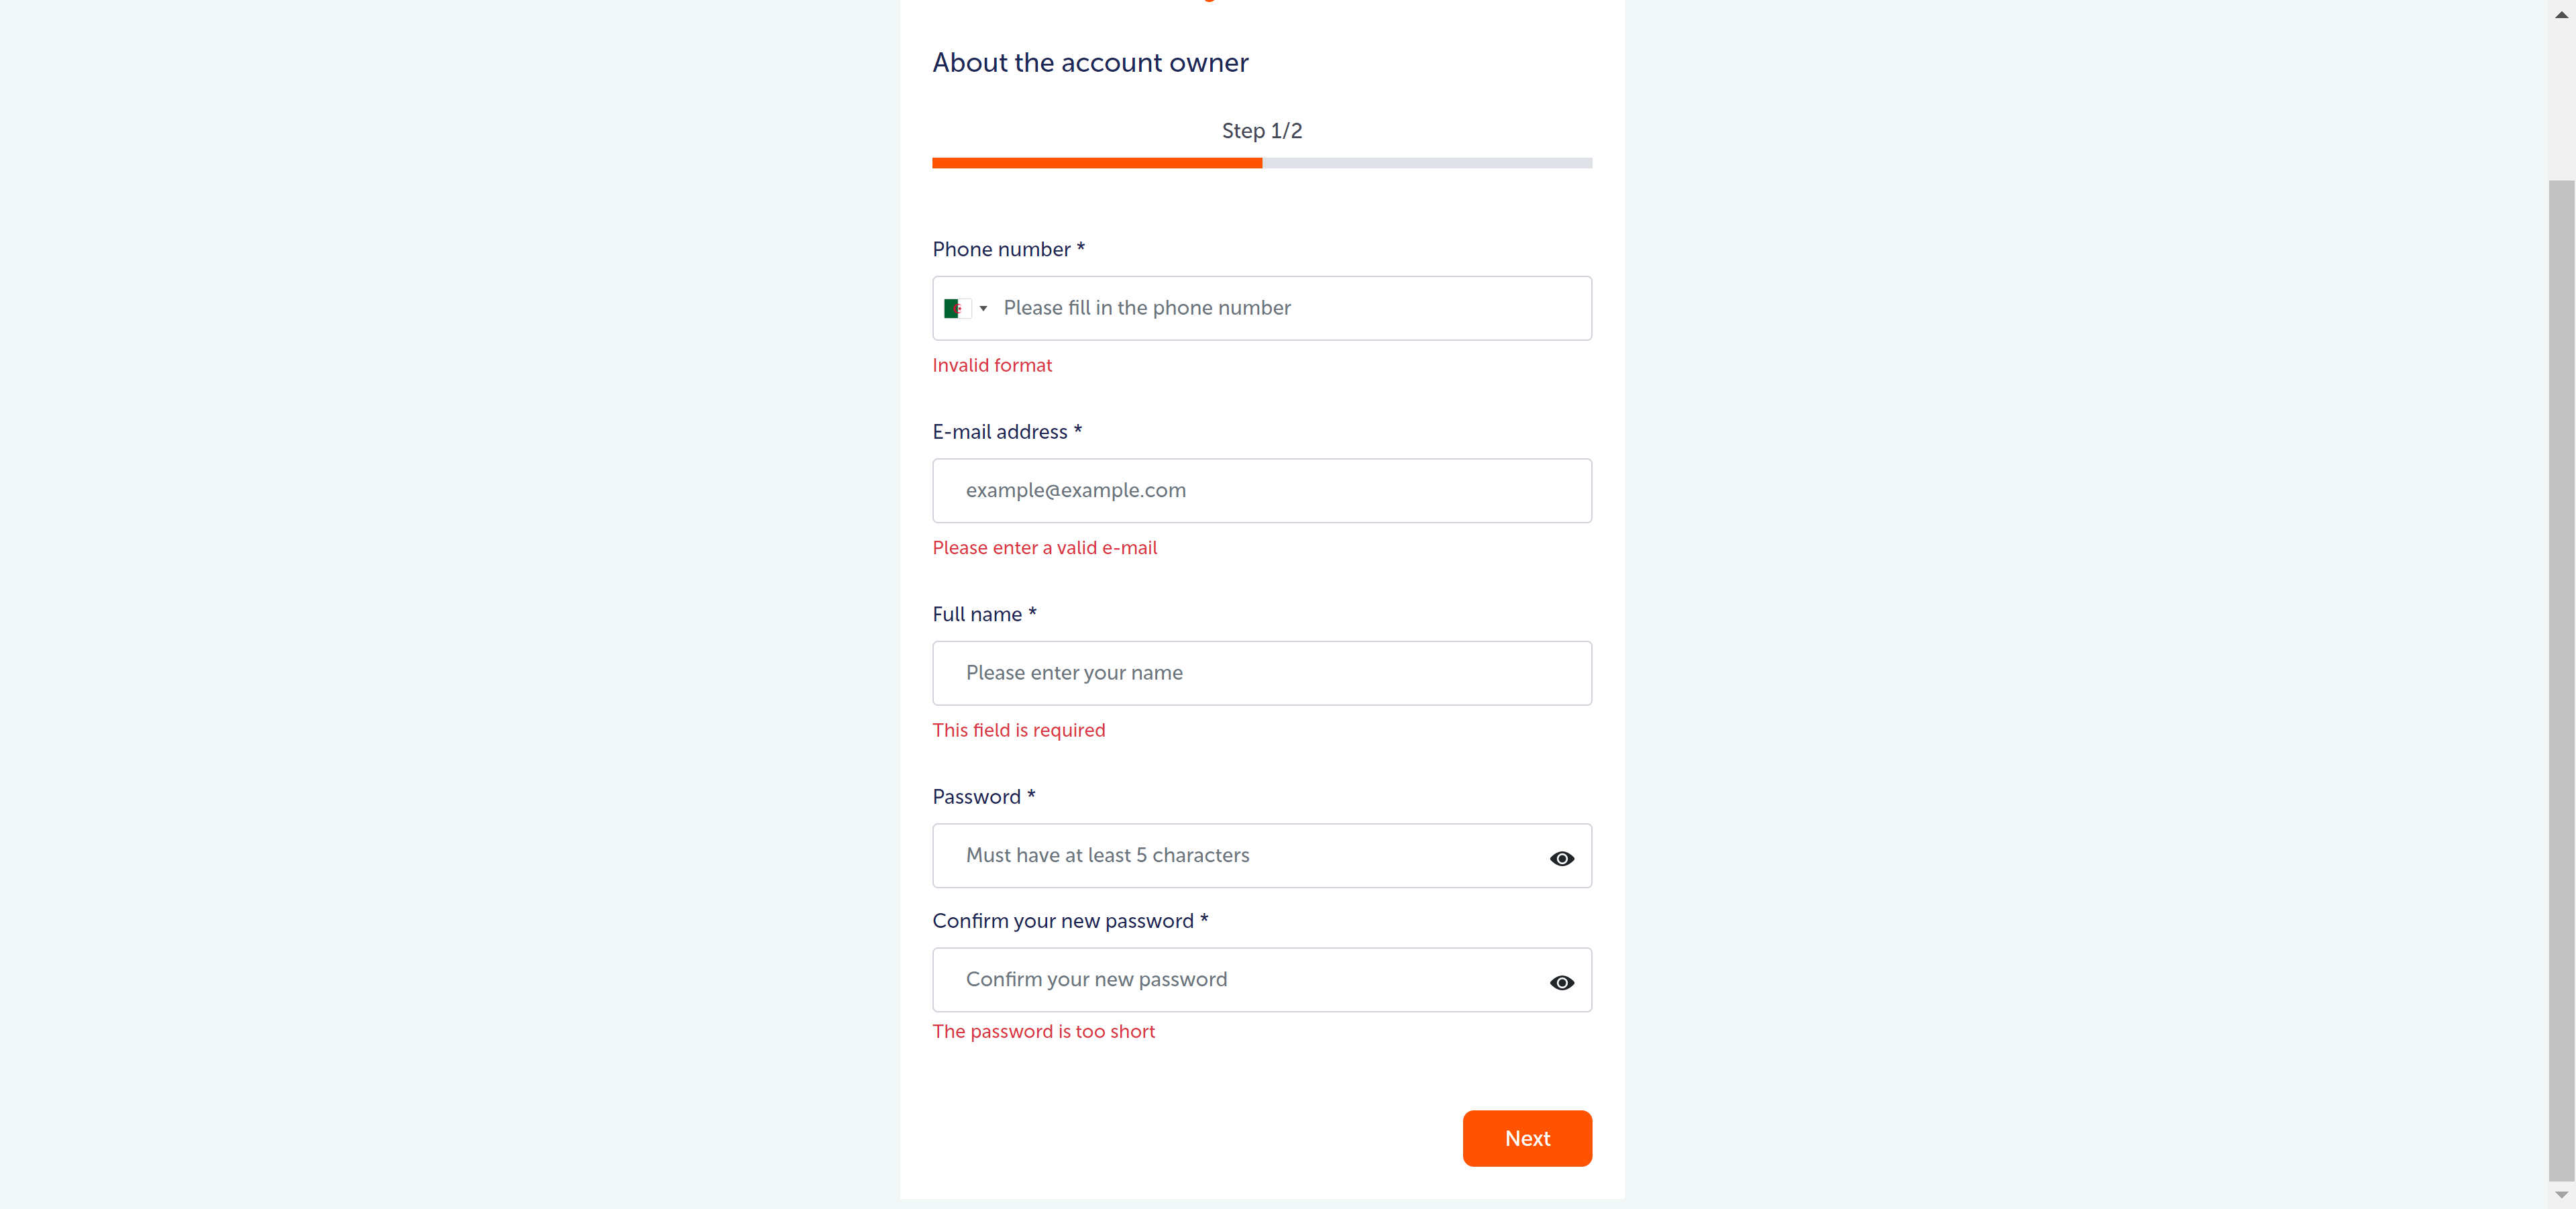 About the account owner
Step 1/2
Phone number *
Please fill in the phone number
Invalid format
E-mail address *
example@example.com
Please enter a valid e-mail
Full name *
Please enter your name
This field is required
Password *
Must have at least 5 characters
Confirm your new password *
Confirm your new password
The password is too short
Next